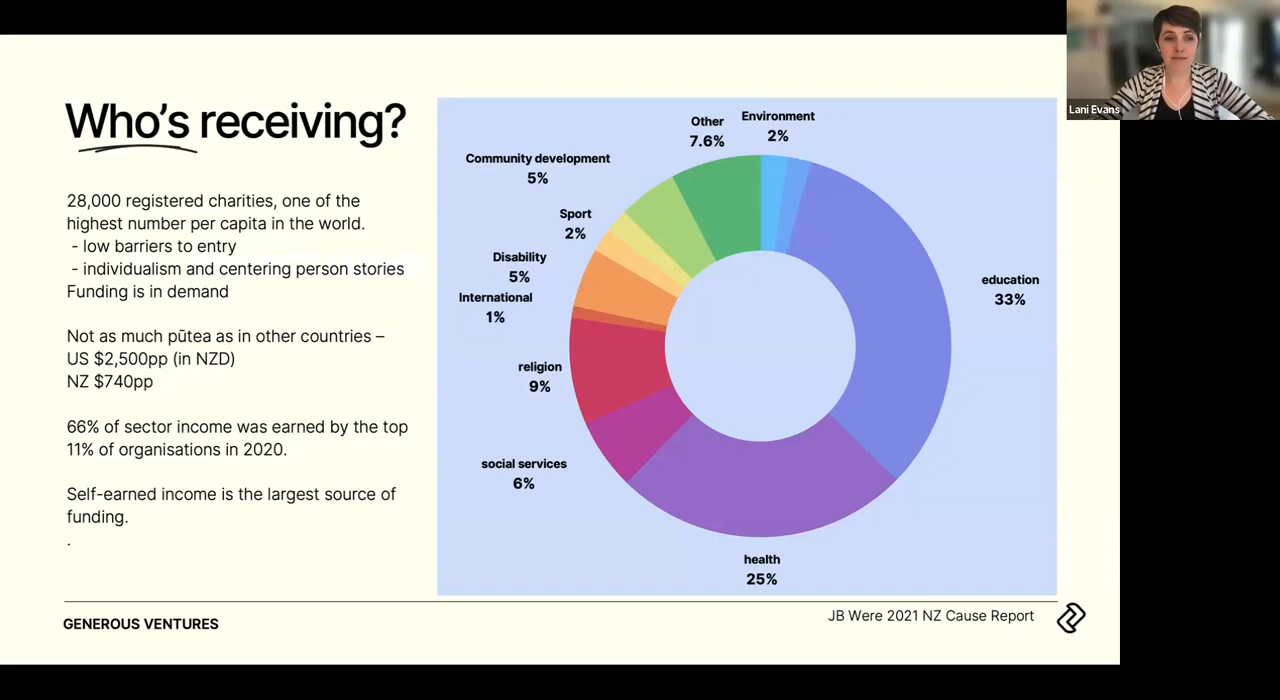 Lani Evans
Who's receiving?
28,000 registered charities, one of the
highest number per capita in the world.
- low barriers to entry
- individualism and centering person stories
Funding is in demand
Not as much pūtea as in other countries –
US $2,500pp (in NZD)
NZ $740pp
66% of sector income was earned by the top
11% of organisations in 2020.
Self-earned income is the largest source of
funding.
.
Other
7.6%
Environment
2%
Community development
5%
Sport
2%
Disability
5%
International
1%
religion
9%
social services
6%
health
25%
education
33%
JB Were 2021 NZ Cause Report
GENEROUS VENTURES